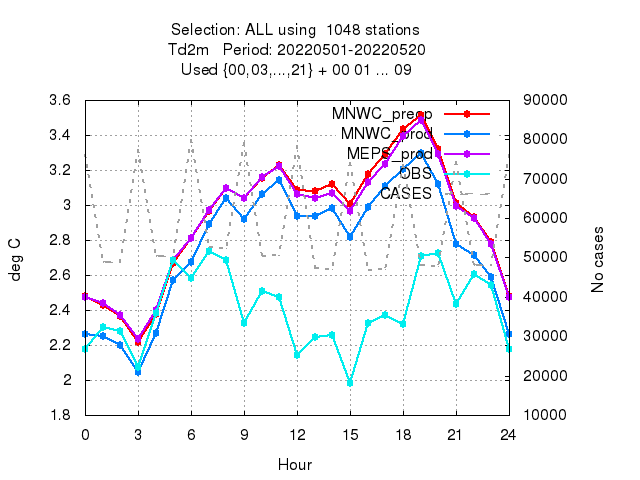 Selection: ALL using  1048 stations
Td2m   Period: 20220501-20220520
Used {00,03,...,21} + 00 01 ... 09
3.6 90000
MNWC_preop
3.4 80000
MNWC_prod
MEPS_prod
3.2 70000
OBS
CASES
3 60000
2.8 50000
deg C
No cases
2.6
2.4 40000
2.2 30000
2 20000
1.8 10000
0 3 6 9 12 15 18 21 24
Hour